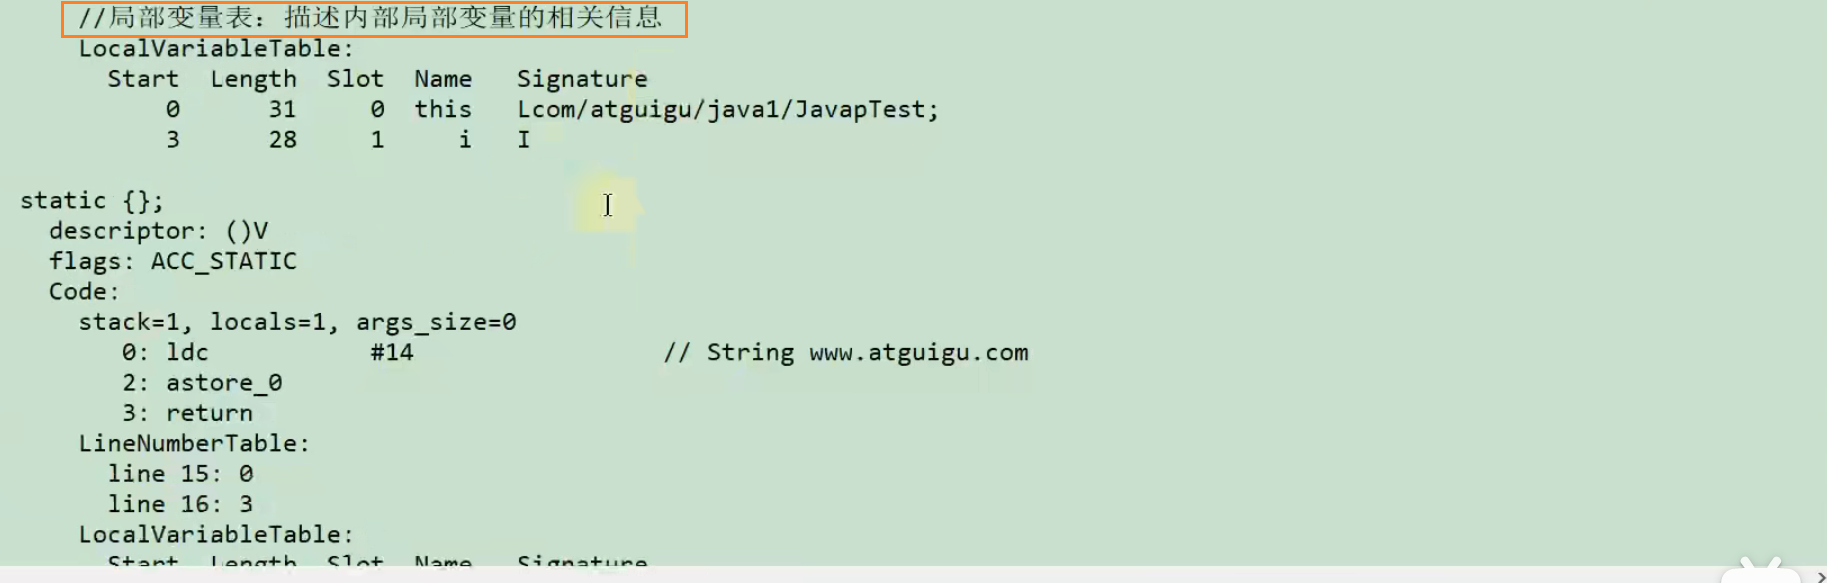 //局部变量表：描述内部局部变量的相关信息
LocalVariableTable:
Start  Length  Slot  Name   Signature
0      31     0  this   Lcom/atguigu/java1/JavapTest;
3      28     1     i   I
static {};
descriptor: ()V
flags: ACC_STATIC
Code:
stack=1, locals=1, args_size=0
0: ldc           #14                 // String www.atguigu.com
2: astore_0
3: return
LineNumberTable:
line 15: 0
line 16: 3
LocalVariableTable:
Start  Length  Slot  Name   Signature